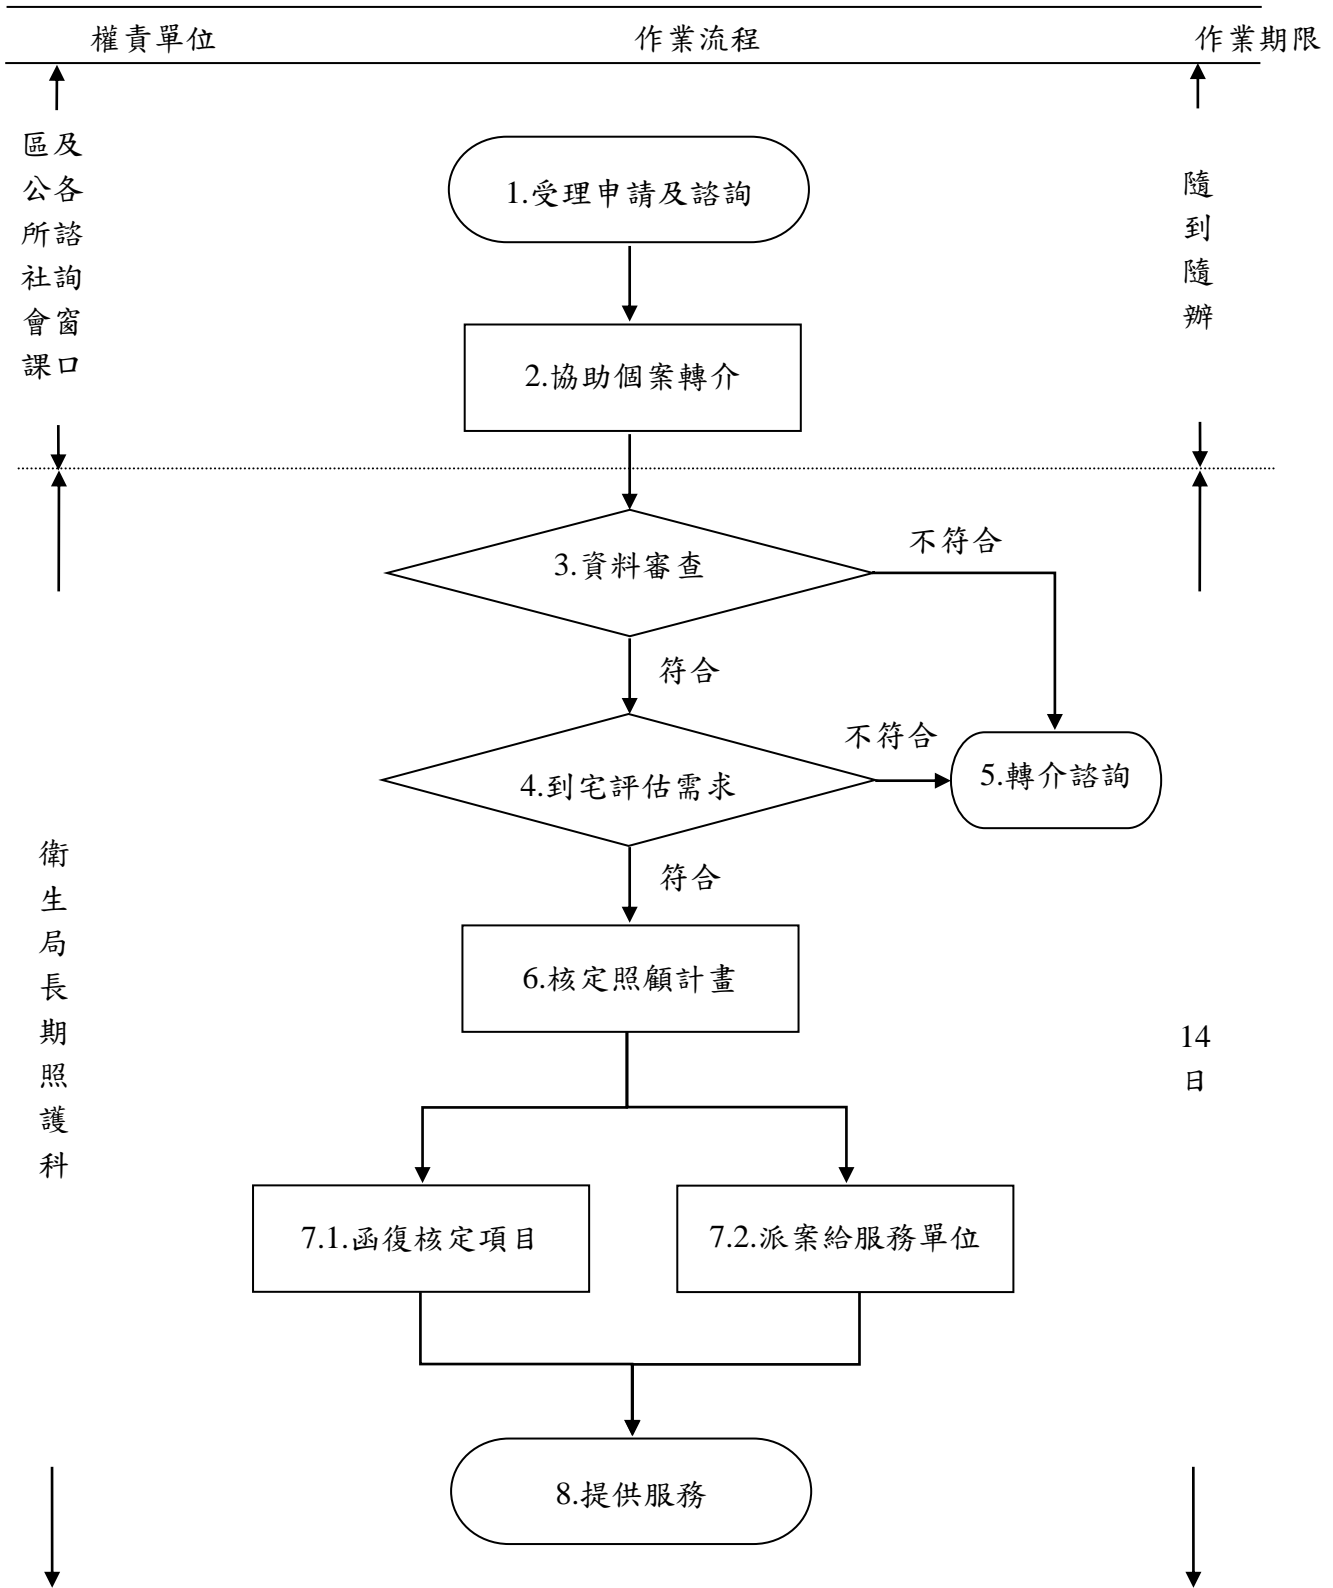 權責單位
作業流程
作業期限
區公所社會課
及各諮詢窗口
1.受理申請及諮詢
隨到隨辦
2.協助個案轉介
3.資料審查
不符合
符合
4.到宅評估需求
不符合
5.轉介諮詢
符合
衛生局長期照護科
6.核定照顧計畫
14
日
7.1.函復核定項目
7.2.派案給服務單位
8.提供服務